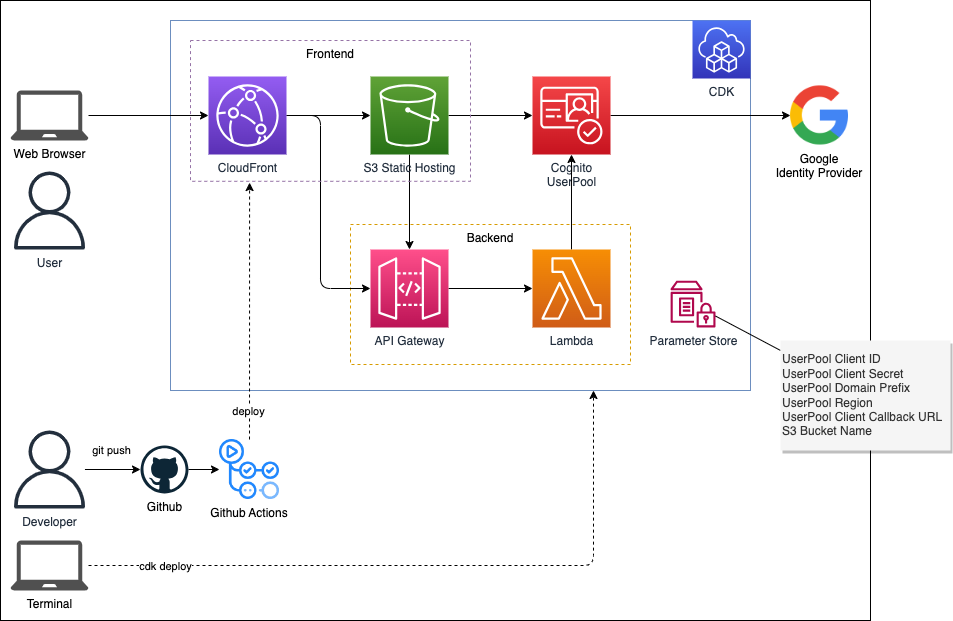 Frontend
CDK
Web Browser
CloudFront
S3 Static Hosting
Cognito
UserPool
Google
Identity Provider
User
Backend
API Gateway
Lambda
Parameter Store
UserPool Client ID
UserPool Client Secret
UserPool Domain Prefix
UserPool Region
UserPool Client Callback URL
S3 Bucket Name
deploy
git push
Developer
Github
Github Actions
cdk deploy
Terminal